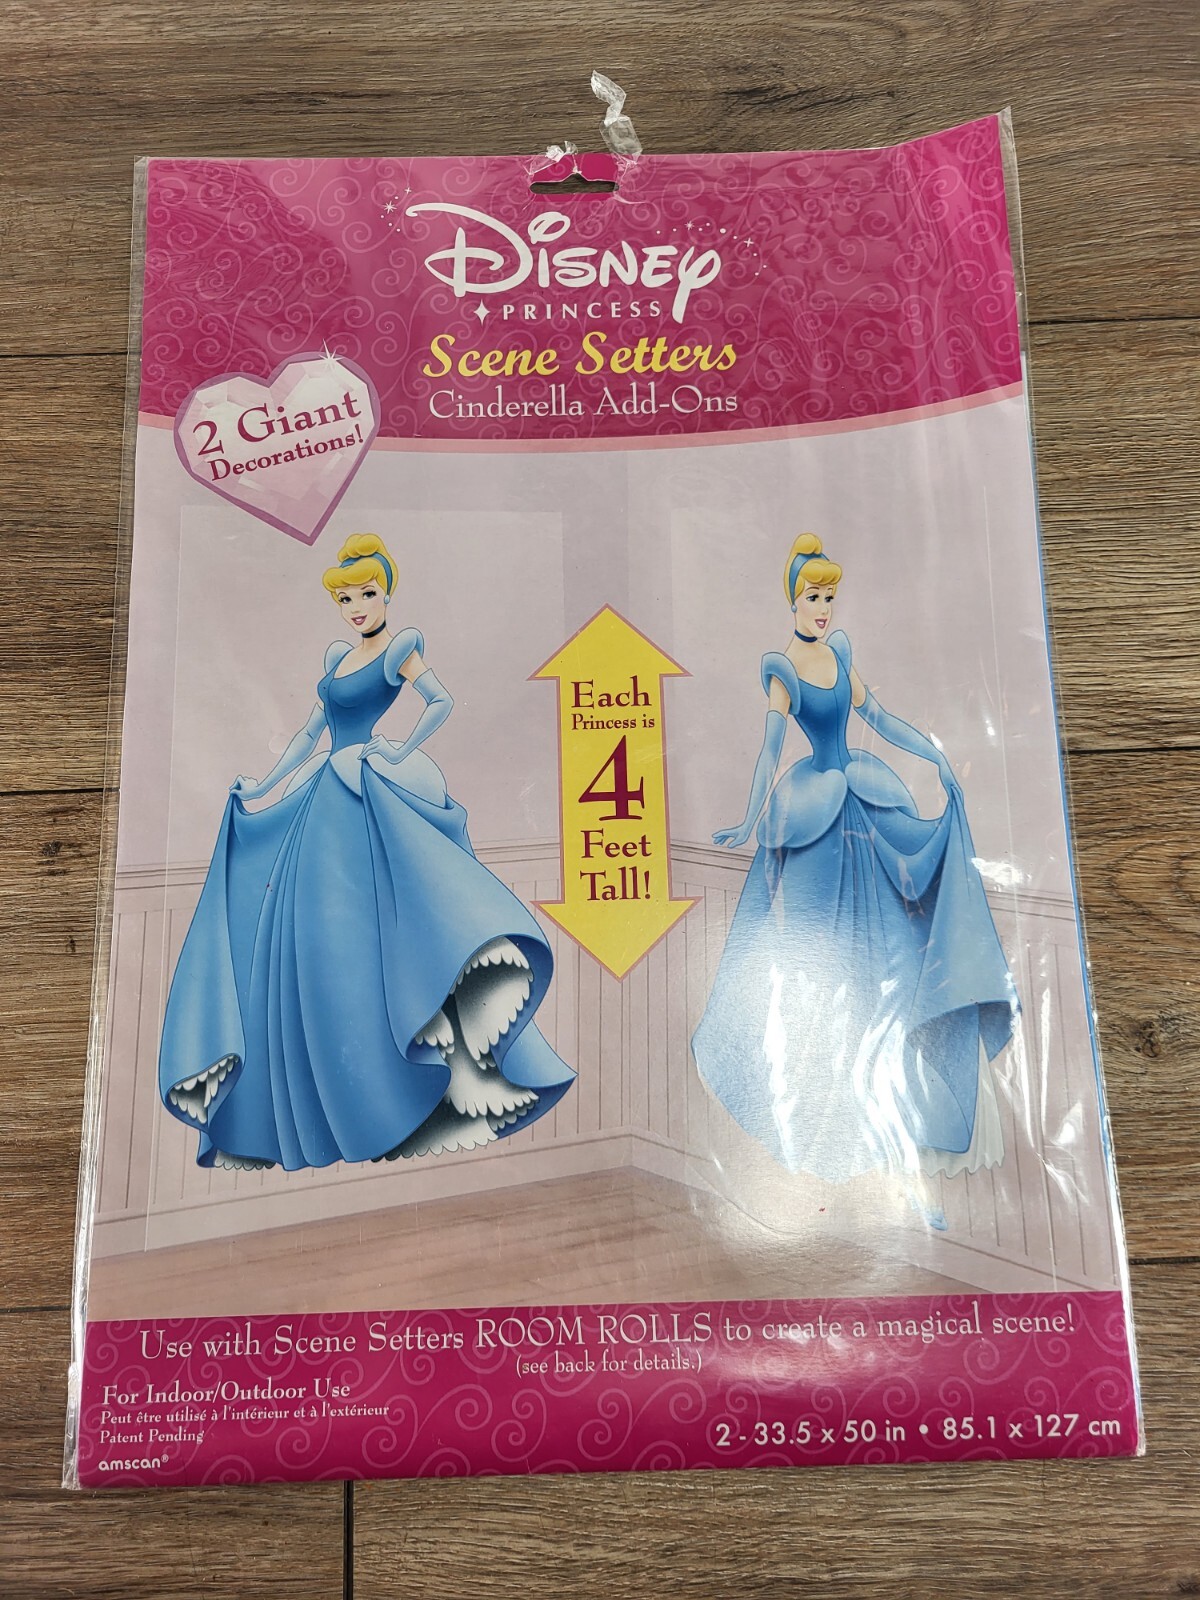 Disney
PRINCESS
Scene Setters
Cinderella Add-Ons
2 Giant
Decorations!
Each
Princess is
4
Feet
Tall!
Use with Scene Setters ROOM ROLLS to create a magical scene!
(see back for details.)
For Indoor/Outdoor Use
Peut être utilisé à l'intérieur et à l'extérieur
Patent Pending
amscan®
2 - 33.5 x 50 in • 85.1 x 127 cm